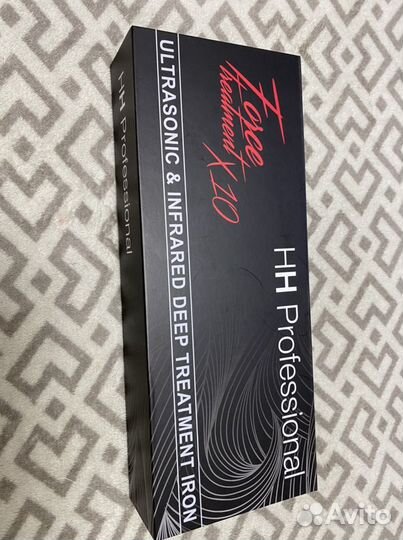 Force
Treatment
X10
HH Professional
ULTRASONIC & INFRARED DEEP TREATMENT IRON
HH Professional
Avito